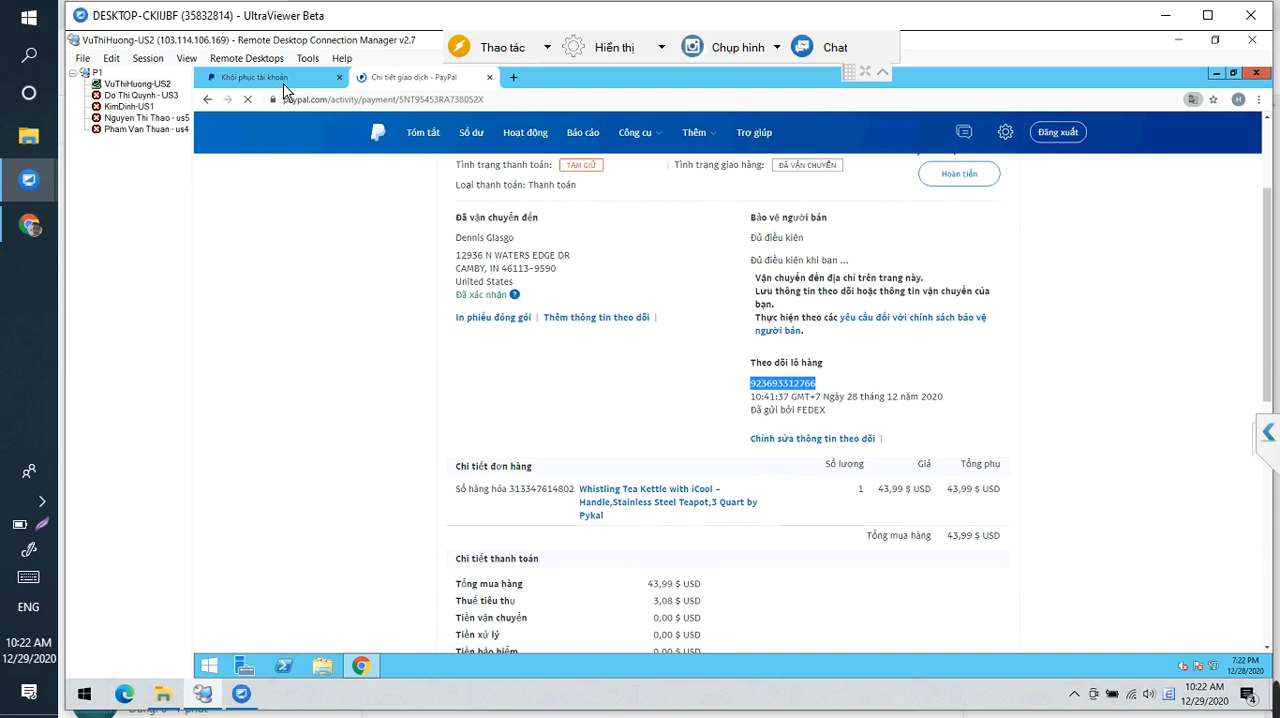 DESKTOP-CKIIJBF (35832814) - UltraViewer Beta
VuThiHuong-US2 (103.114.106.169) - Remote Desktop Connection Manager v2.7
Thao tác
Hiển thị
Chụp hình
Chat
File
Edit
Session
View
Remote Desktops
Tools
Help
P1
VuThiHuong-US2
Do Thi Quynh - US3
KimDinh-US1
Nguyen Thi Thao - us5
Pham Van Thuan - us4
Khôi phục tài khoản
Chi tiết giao dịch - PayPal
paypal.com/activity/payment/5NT95453RA738052X
H
Tóm tắt
Số dư
Hoạt động
Báo cáo
Công cụ
Thêm
Trợ giúp
Đăng xuất
Tình trạng thanh toán: TẠM GIỮ
Tình trạng giao hàng: ĐÃ VẬN CHUYỂN
Hoàn tiền
Loại thanh toán: Thanh toán
Đã vận chuyển đến
Dennis Glasgo
12936 N WATERS EDGE DR
CAMBY, IN 46113-9590
United States
Đã xác nhận ?
In phiếu đóng gói | Thêm thông tin theo dõi |
Bảo vệ người bán
Đủ điều kiện
Đủ điều kiện khi bạn ...
Vận chuyển đến địa chỉ trên trang này.
Lưu thông tin theo dõi hoặc thông tin vận chuyển của
bạn.
Thực hiện theo các yêu cầu đối với chính sách bảo vệ
người bán.
Theo dõi lô hàng
923693312766
10:41:37 GMT+7 Ngày 28 tháng 12 năm 2020
Đã gửi bởi FEDEX
Chỉnh sửa thông tin theo dõi |
Chi tiết đơn hàng
Số lượng
Giá
Tổng phụ
Số hàng hóa 313347614802
Whistling Tea Kettle with iCool -
Handle,Stainless Steel Teapot,3 Quart by
Pykal
1
43,99 $ USD
43,99 $ USD
Tổng mua hàng
43,99 $ USD
Chi tiết thanh toán
Tổng mua hàng 43,99 $ USD
Thuế tiêu thụ 3,08 $ USD
Tiền vận chuyển 0,00 $ USD
Tiền xử lý 0,00 $ USD
Tiền bảo hiểm
7:22 PM
12/28/2020
10:22 AM
12/29/2020
4
ENG
10:22 AM
12/29/2020